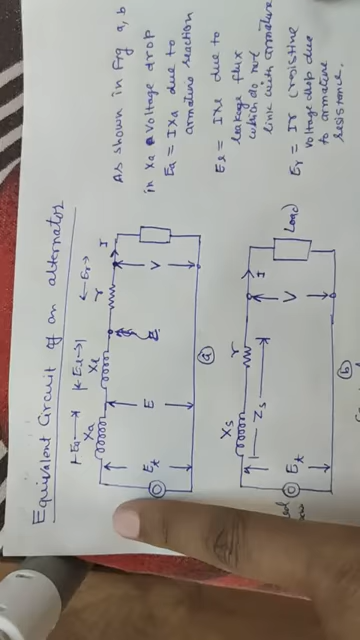 Equivalent Circuit of an alternator
Ea
El
Er
Xa
Xl
r
I
Et
E
E
V
(a)
Xs
r
I
Load
Et
Zs
V
(b)
As shown in Fig a, b
in Xa voltage drop
Ea = IXa due to
armature reaction
El = IXl due to
leakage flux
which do not
link with armature
Er = Ir (resistive
voltage drop due
to armature
resistance.